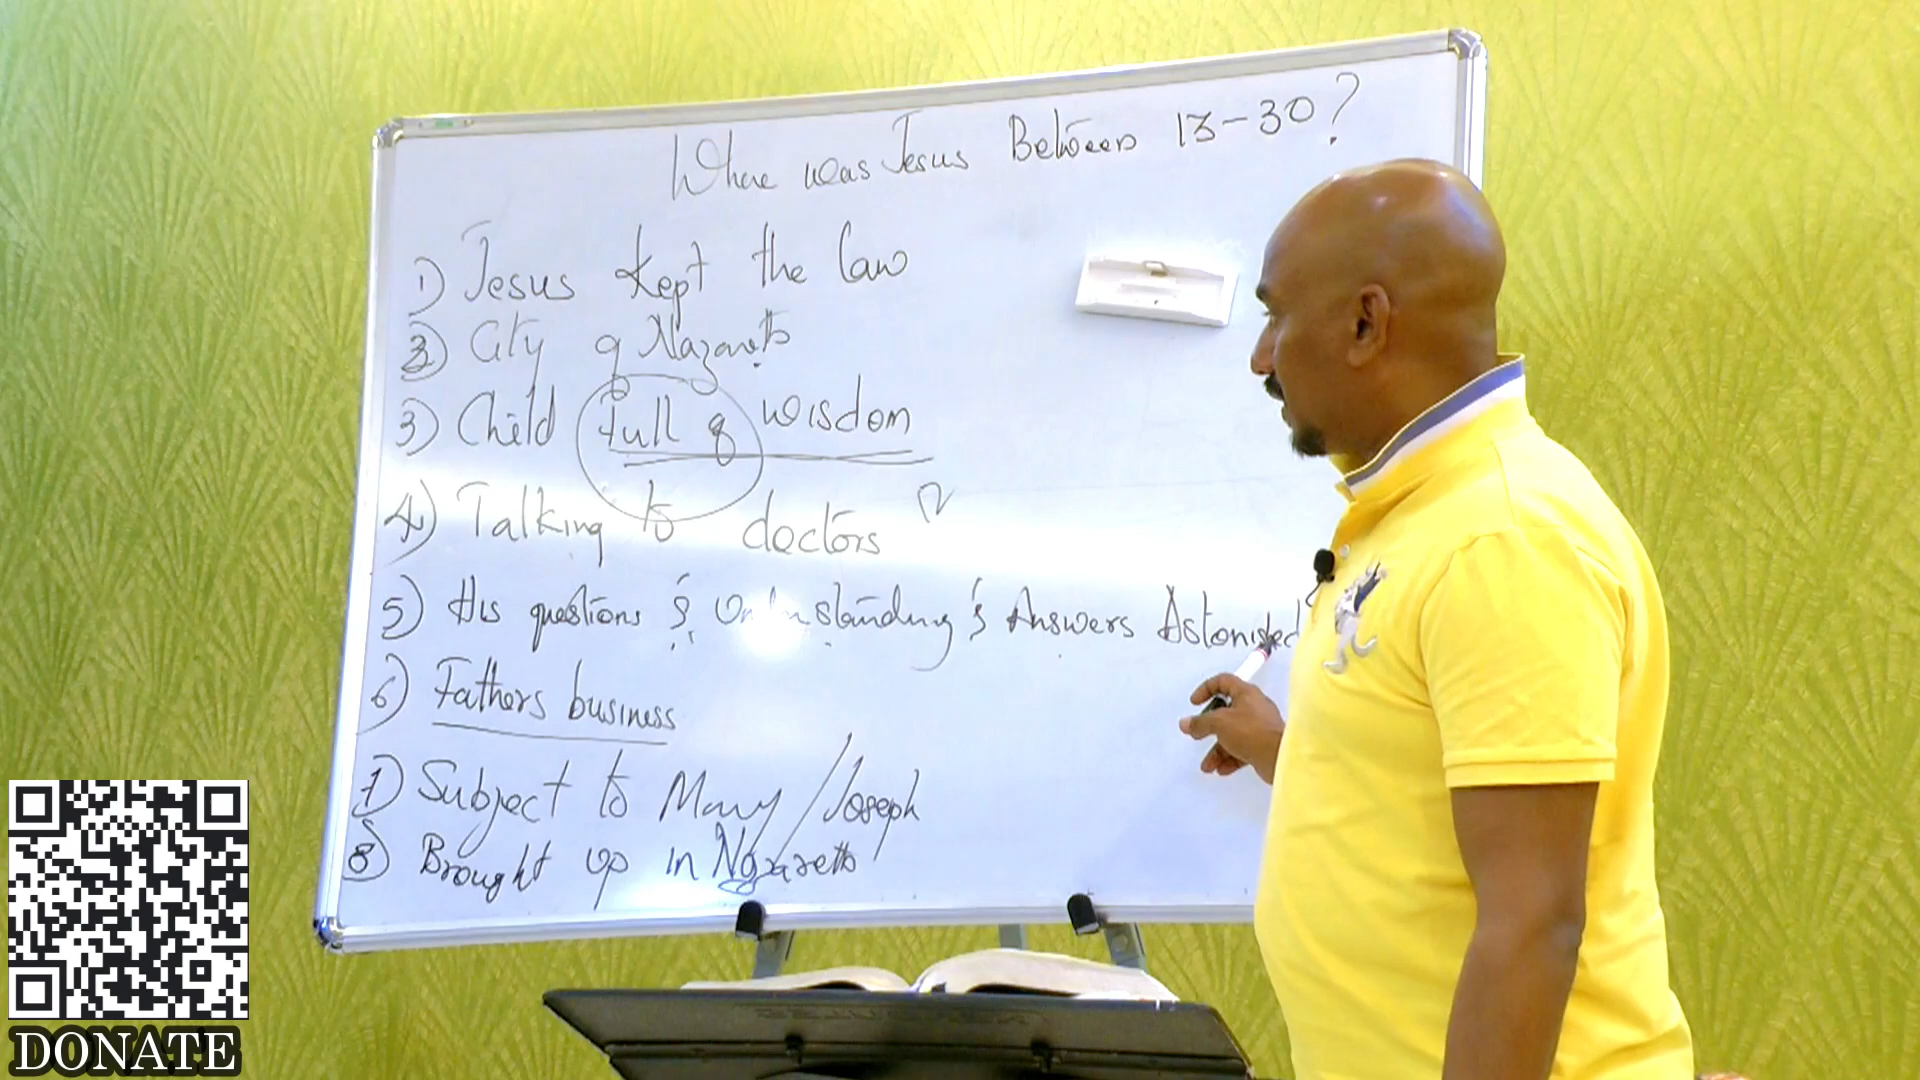 Where was Jesus Between 13-30?
1) Jesus kept the law
2) City of Nazareth
3) Child full of wisdom
4) Talking to doctors
5) His questions & Understanding & Answers Astonished
6) Fathers business
7) Subject to Mary/Joseph
8) Brought up in Nazareth
DONATE